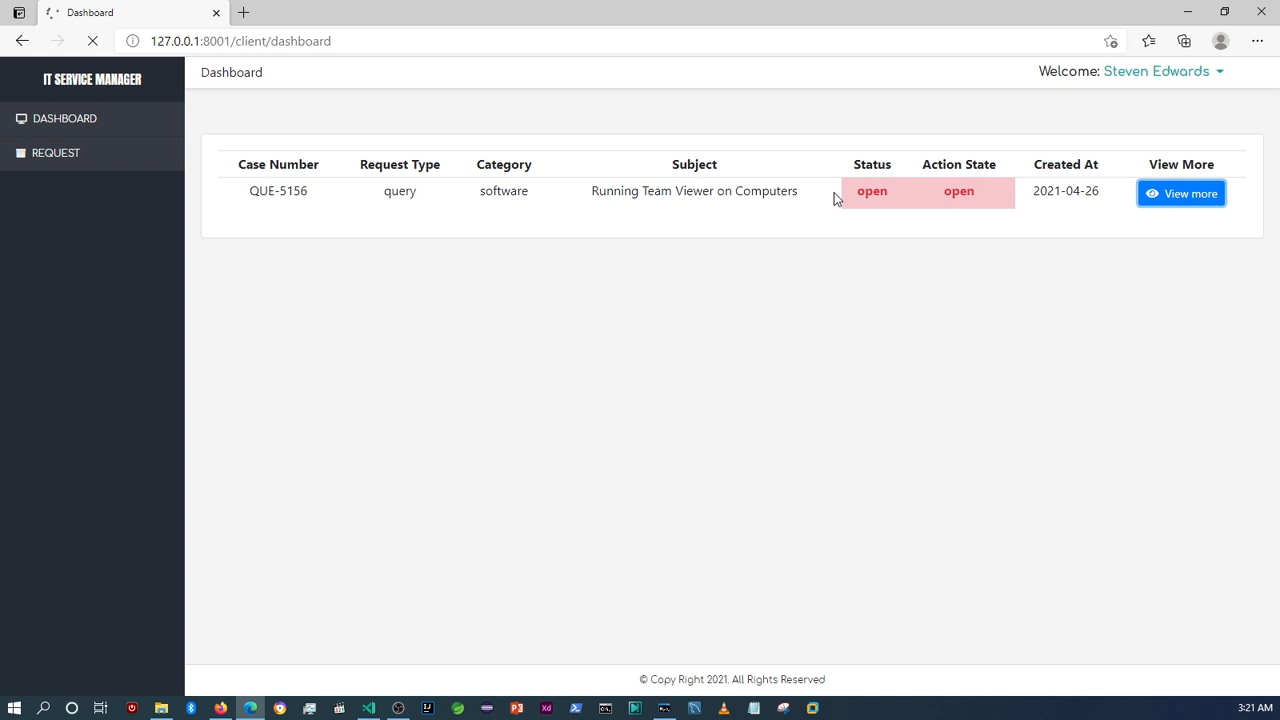 Dashboard
127.0.0.1:8001/client/dashboard
IT SERVICE MANAGER
Dashboard
Welcome: Steven Edwards
DASHBOARD
REQUEST
Case Number Request Type Category Subject Status Action State Created At View More
QUE-5156 query software Running Team Viewer on Computers open open 2021-04-26 View more
© Copy Right 2021. All Rights Reserved
3:21 AM